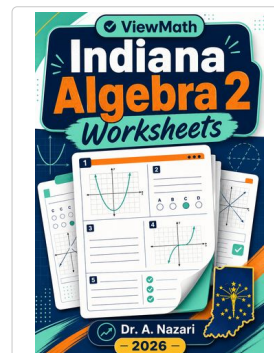 ViewMath
Indiana
Algebra 2
Worksheets
1
2
A B C D
3
4
5
Dr. A. Nazari
2026